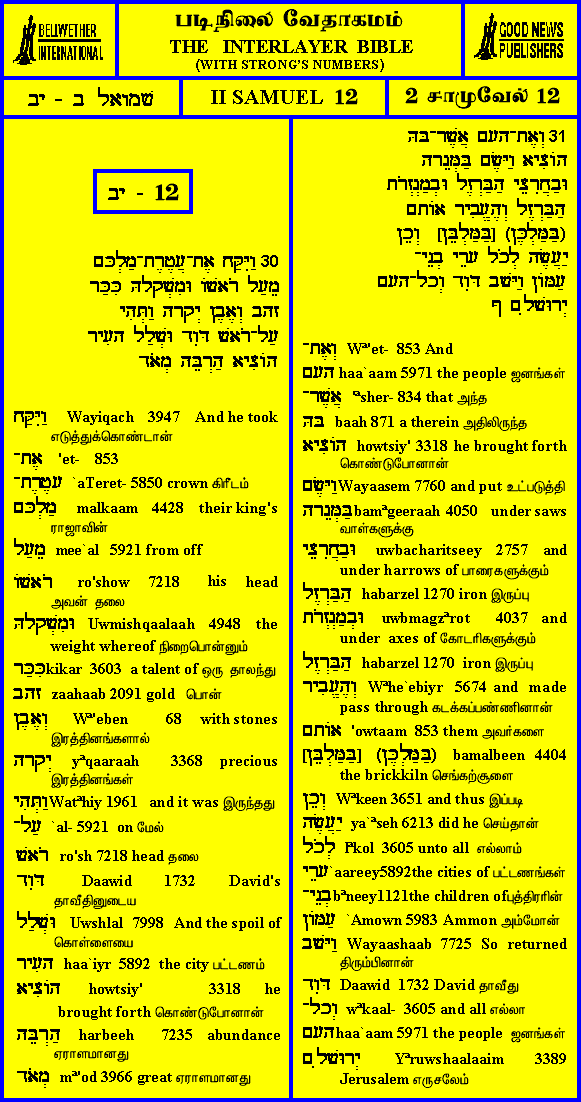 BELLWETHER
INTERNATIONAL
படிநிலை வேதாகமம்
THE INTERLAYER BIBLE
(WITH STRONG'S NUMBERS)
GOOD NEWS
PUBLISHERS
שמואל ב - יב
II SAMUEL 12
2 சாமுவேல் 12
יב - 12
30 וַיִּקַּח אֶת־עֲטֶרֶת־מַלְכָּם
מֵעַל רֹאשׁוֹ וּמִשְׁקָלָהּ כִּכַּר
זָהָב וְאֶבֶן יְקָרָה וַתְּהִי
עַל־רֹאשׁ דָּוִד וּשְׁלַל הָעִיר
הוֹצִיא הַרְבֵּה מְאֹד
וַיִּקַּח Wayiqach 3947 And he took
எடுத்துக்கொண்டான்
אֶת־ 'et- 853
עֲטֶרֶת־ `aTeret- 5850 crown கிரீடம்
מַלְכָּם malkaam 4428 their king's
ராஜாவின்
מֵעַל mee`al 5921 from off
רֹאשׁוֹ ro'show 7218 his head
அவன் தலை
וּמִשְׁקָלָהּ Uwmishqaalaah 4948 the
weight whereof நிறைபொன்னும்
כִּכַּר kikar 3603 a talent of ஒரு தாலந்து
זָהָב zaahaab 2091 gold பொன்
וְאֶבֶן Wª'eben 68 with stones
இரத்தினங்களால்
יְקָרָה yªqaaraah 3368 precious
இரத்தினங்கள்
וַתְּהִי Watªhiy 1961 and it was இருந்தது
עַל־ `al- 5921 on மேல்
רֹאשׁ ro'sh 7218 head தலை
דָּוִד Daawid 1732 David's
தாவீதினுடைய
וּשְׁלַל Uwshlal 7998 And the spoil of
கொள்ளையை
הָעִיר haa`iyr 5892 the city பட்டணம்
הוֹצִיא howtsiy' 3318 he
brought forth கொண்டுபோனான்
הַרְבֵּה harbeeh 7235 abundance
ஏராளமானது
מְאֹד mª'od 3966 great ஏராளமானது
31 וְאֶת־הָעָם אֲשֶׁר־בָּהּ
הוֹצִיא וַיָּשֶׂם בַּמְּגֵרָה
וּבַחֲרִצֵי הַבַּרְזֶל וּבְמַגְזְרֹת
הַבַּרְזֶל וְהֶעֱבִיר אוֹתָם
(בַּמַּלְכֵּן) [בַּמַּלְבֵּן] וְכֵן
יַעֲשֶׂה לְכֹל עָרֵי בְנֵי־
עַמּוֹן וַיָּשָׁב דָּוִד וְכָל־הָעָם
יְרוּשָׁלִָם ף
וְאֶת־ Wª'et- 853 And
הָעָם haa`aam 5971 the people ஜனங்கள்
אֲשֶׁר־ ªsher- 834 that அந்த
בָּהּ baah 871 a therein அதிலிருந்த
הוֹצִיא howtsiy' 3318 he brought forth
கொண்டுபோனான்
וַיָּשֶׂם Wayaasem 7760 and put உட்படுத்தி
בַּמְּגֵרָה bamªgeeraah 4050 under saws
வாள்களுக்கு
וּבַחֲרִצֵי uwbacharitseey 2757 and
under harrows of பாரைகளுக்கும்
הַבַּרְזֶל habarzel 1270 iron இருப்பு
וּבְמַגְזְרֹת uwbmagzªrot 4037 and
under axes of கோடரிகளுக்கும்
הַבַּרְזֶל habarzel 1270 iron இருப்பு
וְהֶעֱבִיר Wªhe`ebiyr 5674 and made
pass through கடக்கப்பண்ணினான்
אוֹתָם 'owtaam 853 them அவர்களை
[בַּמַּלְבֵּן] (בַּמַּלְכֵּן) bamalbeen 4404
the brickkiln செங்கற்சூளை
וְכֵן Wªkeen 3651 and thus இப்படி
יַעֲשֶׂה ya`ªseh 6213 did he செய்தான்
לְכֹל lªkol 3605 unto all எல்லாம்
עָרֵי `aareey5892the cities of பட்டணங்கள்
בְנֵי־ bªneey1121the children ofபுத்திரரின்
עַמּוֹן `Amown 5983 Ammon அம்மோன்
וַיָּשָׁב Wayaashaab 7725 So returned
திரும்பினான்
דָּוִד Daawid 1732 David தாவீது
וְכָל־ wªkaal- 3605 and all எல்லா
הָעָם haa`aam 5971 the people ஜனங்கள்
יְרוּשָׁלִָם Yªruwshaalaaim 3389
Jerusalem எருசலேம்